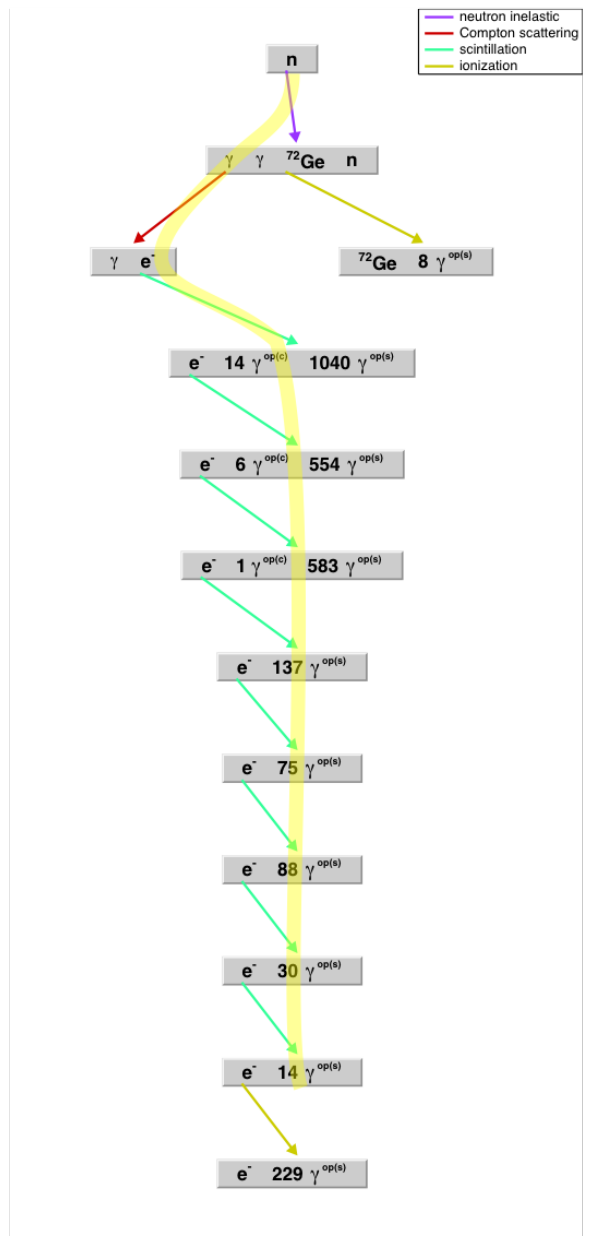 neutron inelastic
Compton scattering
scintillation
ionization
n
γ γ ⁷²Ge n
γ e⁻
⁷²Ge 8 γ^op(s)
e⁻ 14 γ^op(c) 1040 γ^op(s)
e⁻ 6 γ^op(c) 554 γ^op(s)
e⁻ 1 γ^op(c) 583 γ^op(s)
e⁻ 137 γ^op(s)
e⁻ 75 γ^op(s)
e⁻ 88 γ^op(s)
e⁻ 30 γ^op(s)
e⁻ 14 γ^op(s)
e⁻ 229 γ^op(s)